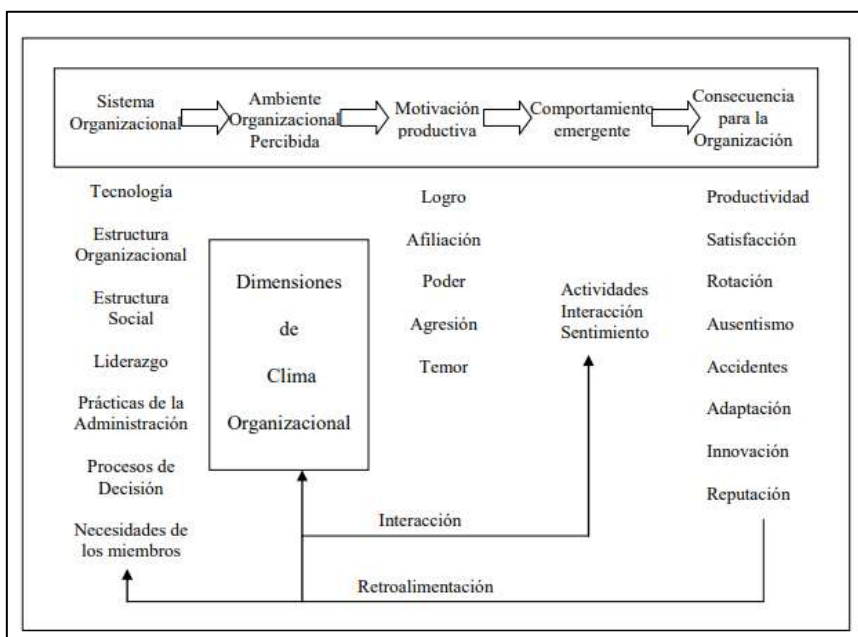 Sistema
Organizacional
Ambiente
Organizacional
Percibida
Motivación
productiva
Comportamiento
emergente
Consecuencia
para la
Organización
Tecnología
Estructura
Organizacional
Estructura
Social
Liderazgo
Prácticas de la
Administración
Procesos de
Decisión
Necesidades de
los miembros
Dimensiones
de
Clima
Organizacional
Logro
Afiliación
Poder
Agresión
Temor
Actividades
Interacción
Sentimiento
Productividad
Satisfacción
Rotación
Ausentismo
Accidentes
Adaptación
Innovación
Reputación
Interacción
Retroalimentación